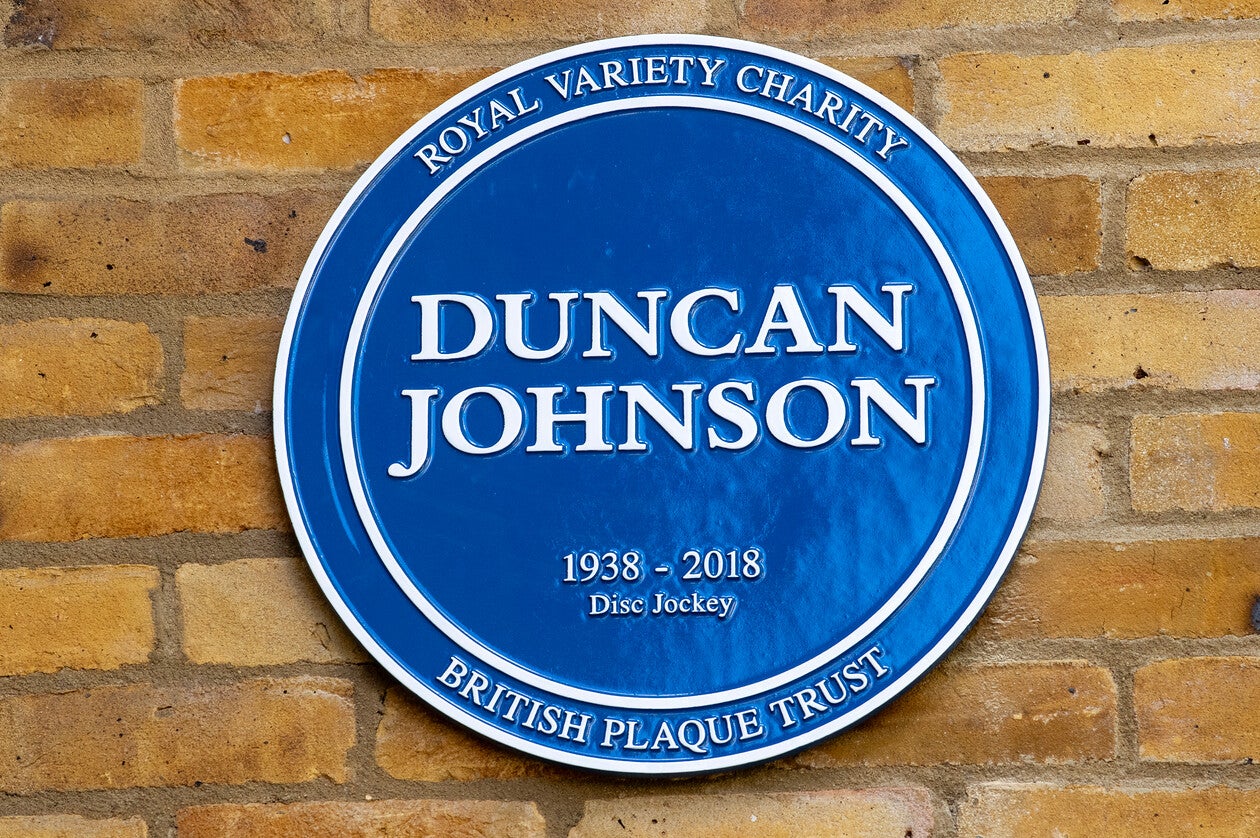 ROYAL VARIETY CHARITY
DUNCAN
JOHNSON
1938 - 2018
Disc Jockey
BRITISH PLAQUE TRUST